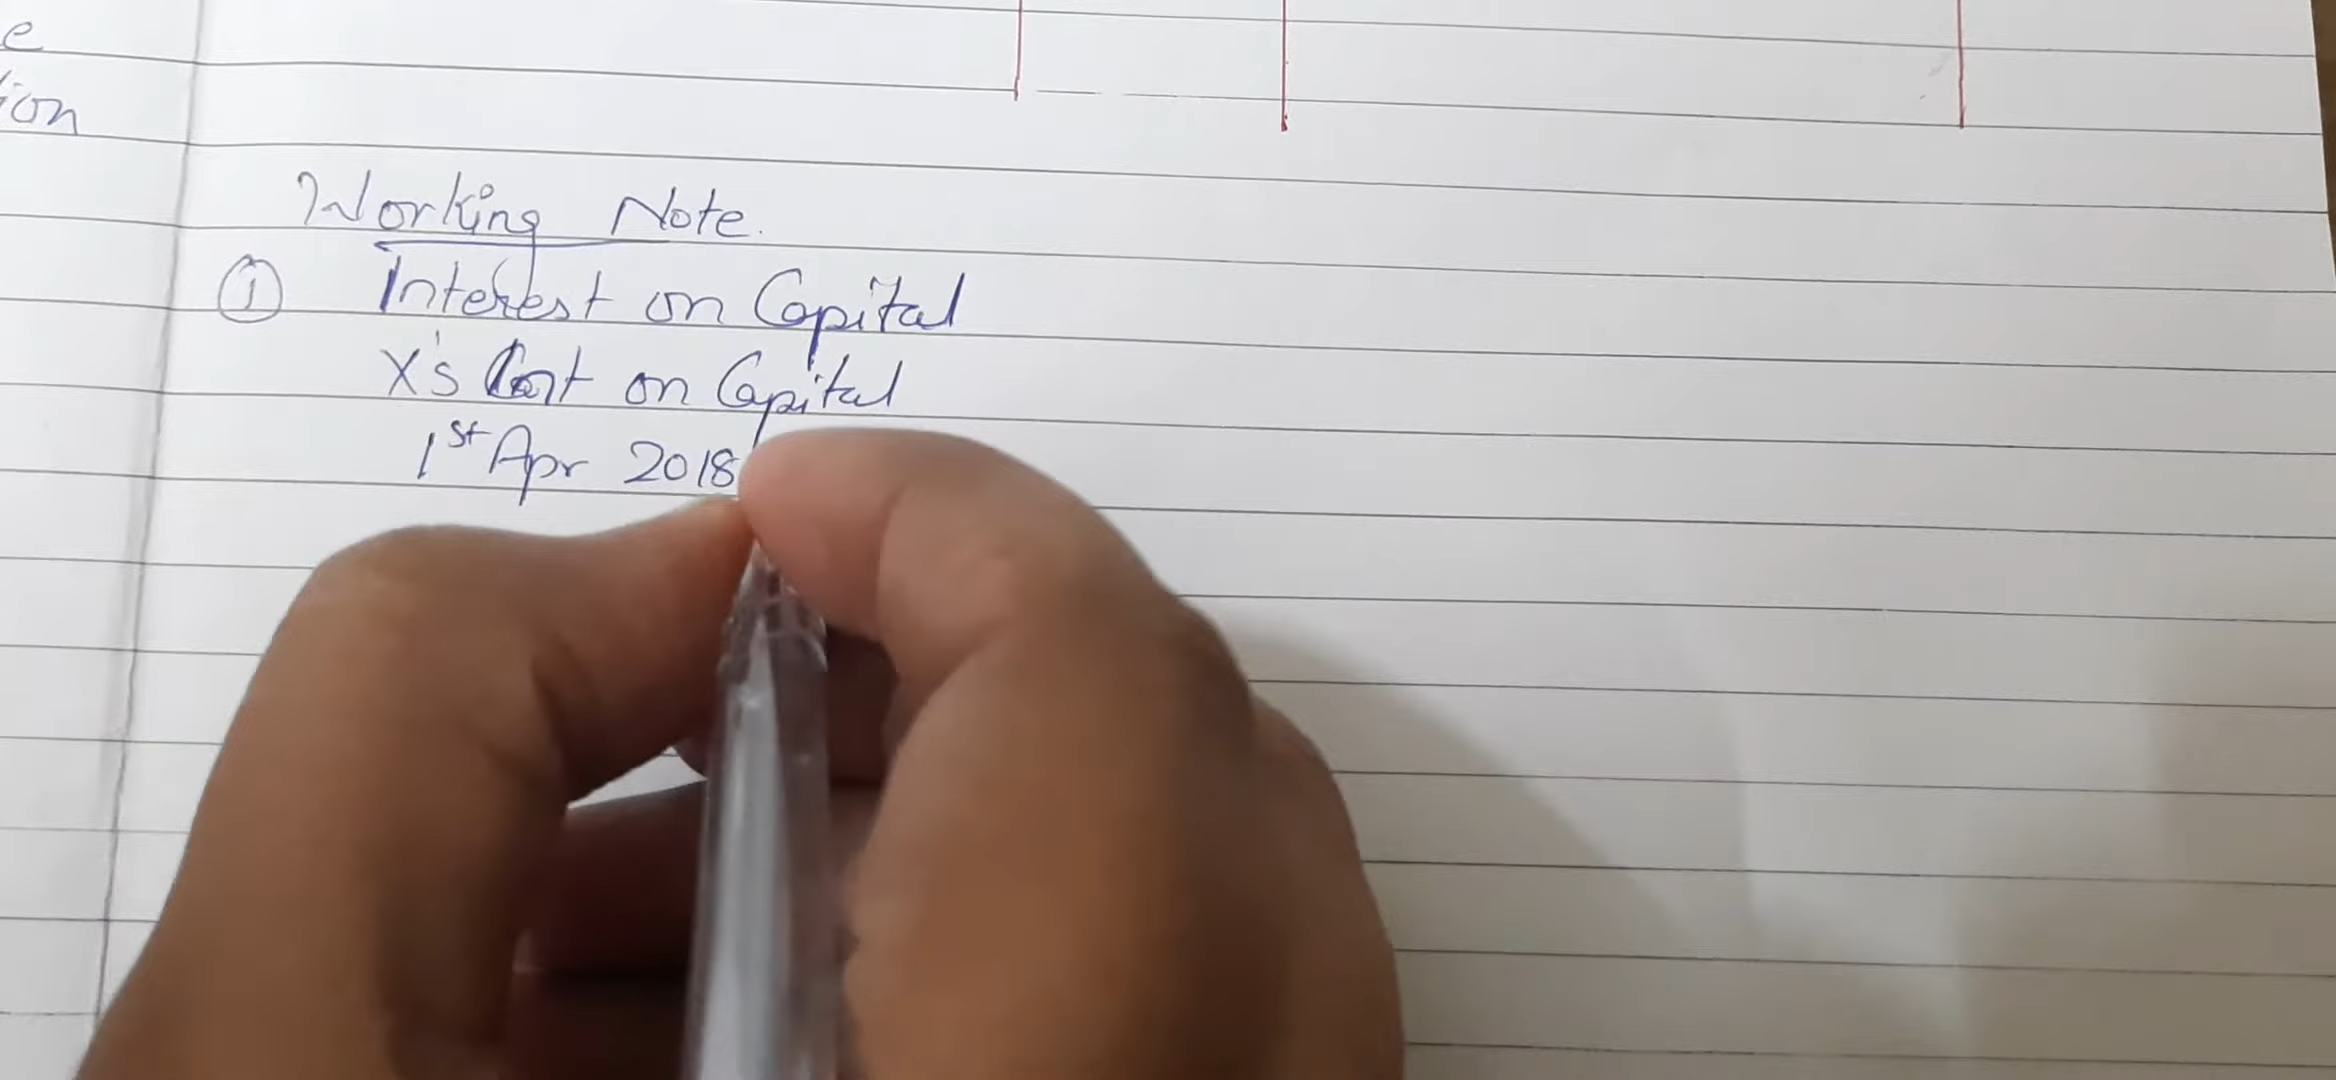 e
ion
Working Note.
① Interest on Capital
X's Int on Capital
1st Apr 2018